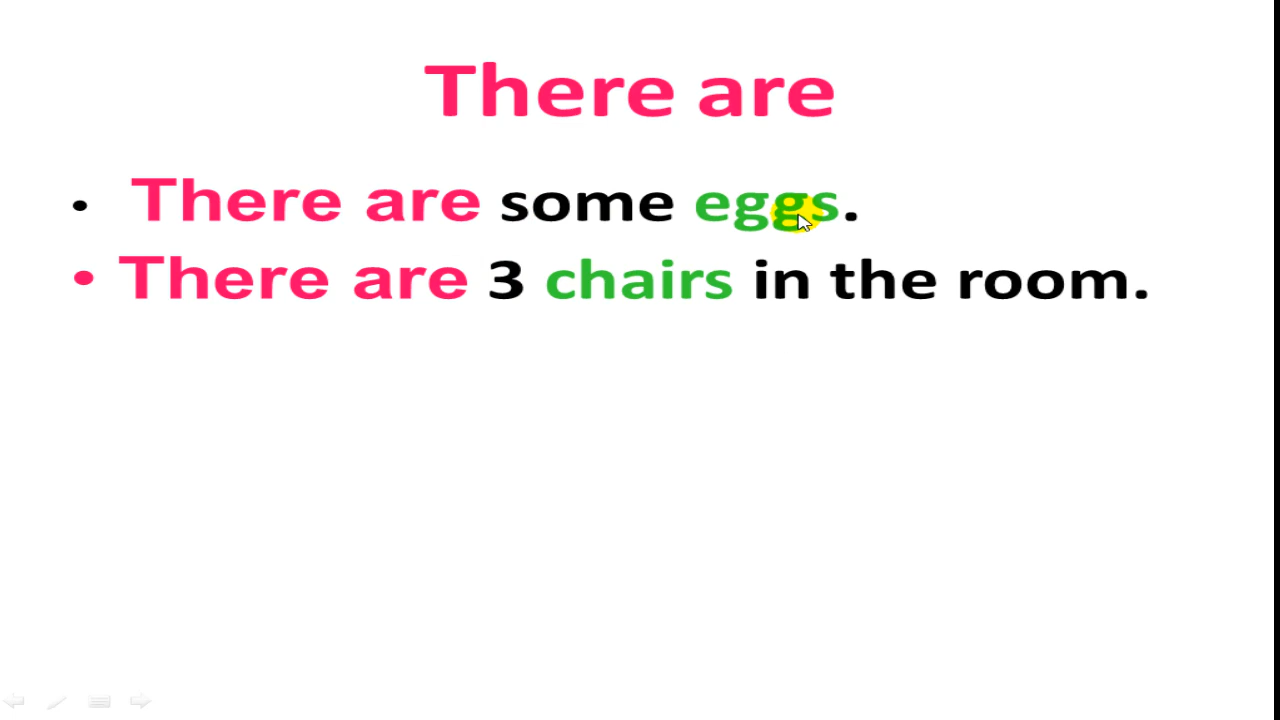 There are
• There are some eggs.
• There are 3 chairs in the room.